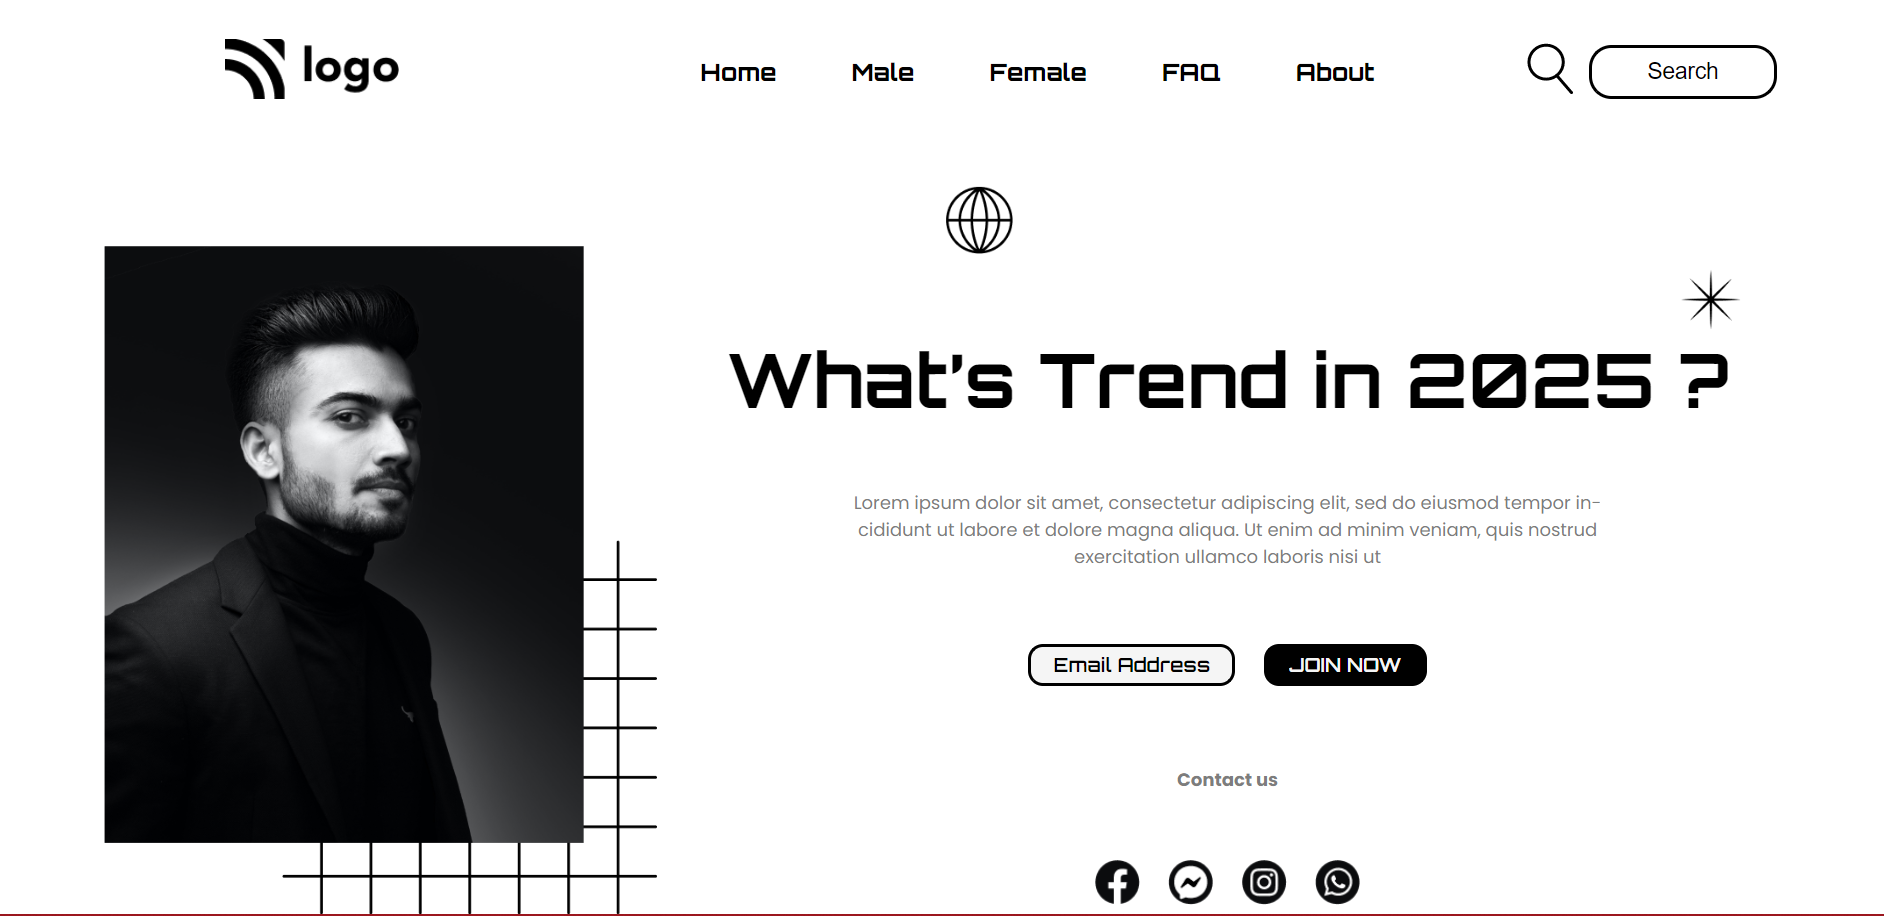 logo
Home
Male
Female
FAQ
About
Search
What's Trend in 2025 ?
Lorem ipsum dolor sit amet, consectetur adipiscing elit, sed do eiusmod tempor in-
cididunt ut labore et dolore magna aliqua. Ut enim ad minim veniam, quis nostrud
exercitation ullamco laboris nisi ut
Email Address
JOIN NOW
Contact us